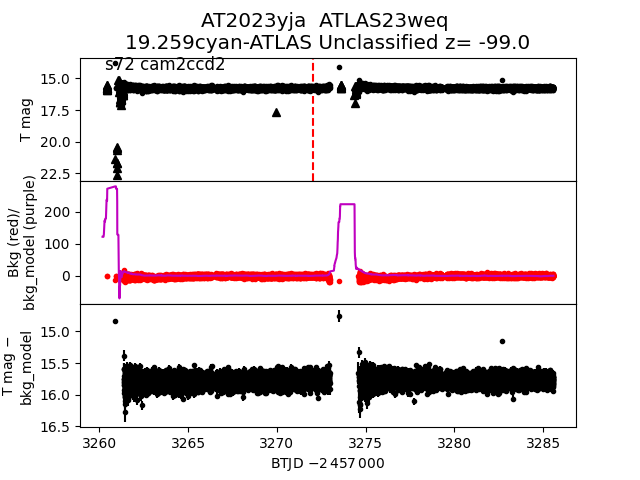 AT2023yja  ATLAS23weq
19.259cyan-ATLAS Unclassified z= -99.0
s72 cam2ccd2
T mag
15.0
17.5
20.0
22.5
Bkg (red)/
bkg_model (purple)
200
100
0
T mag −
bkg_model
15.0
15.5
16.0
16.5
3260
3265
3270
3275
3280
3285
BTJD −2 457 000